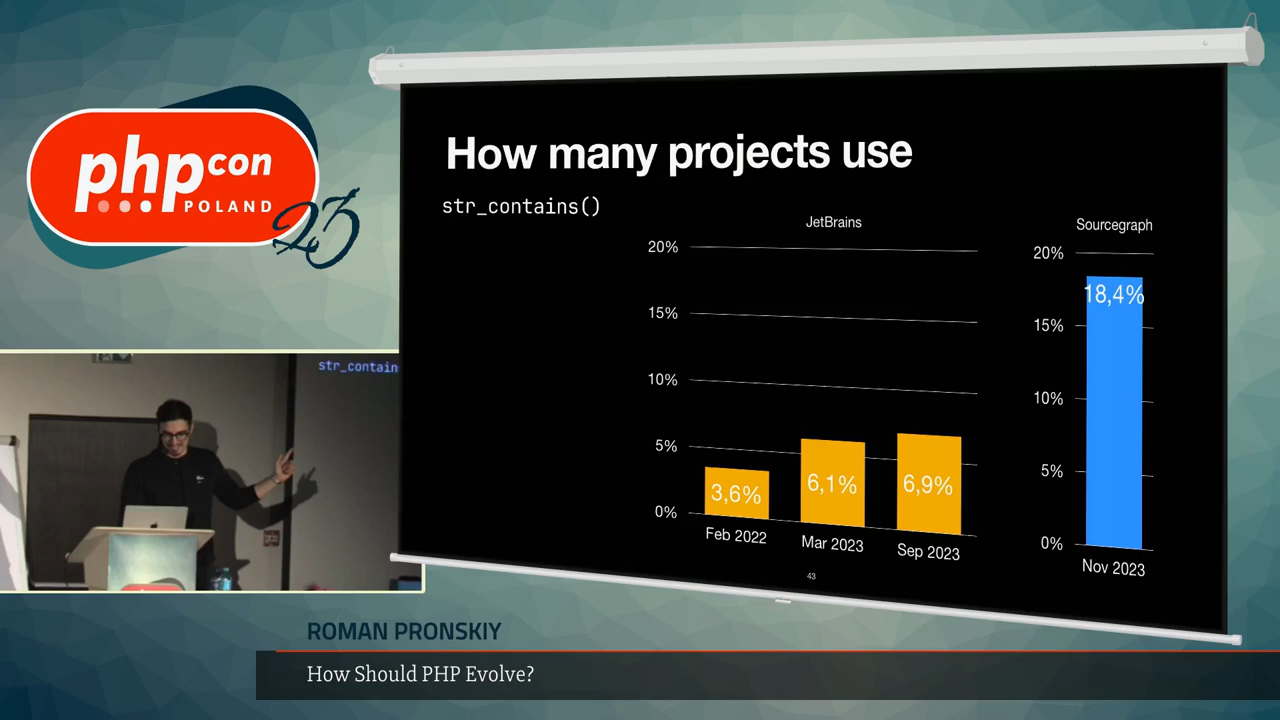 phpcon
POLAND
23
How many projects use
str_contains()
JetBrains
20%
15%
10%
5%
0%
3,6%
6,1%
6,9%
Feb 2022
Mar 2023
Sep 2023
Sourcegraph
20%
15%
10%
5%
0%
18,4%
Nov 2023
43
str_contain
ROMAN PRONSKIY
How Should PHP Evolve?